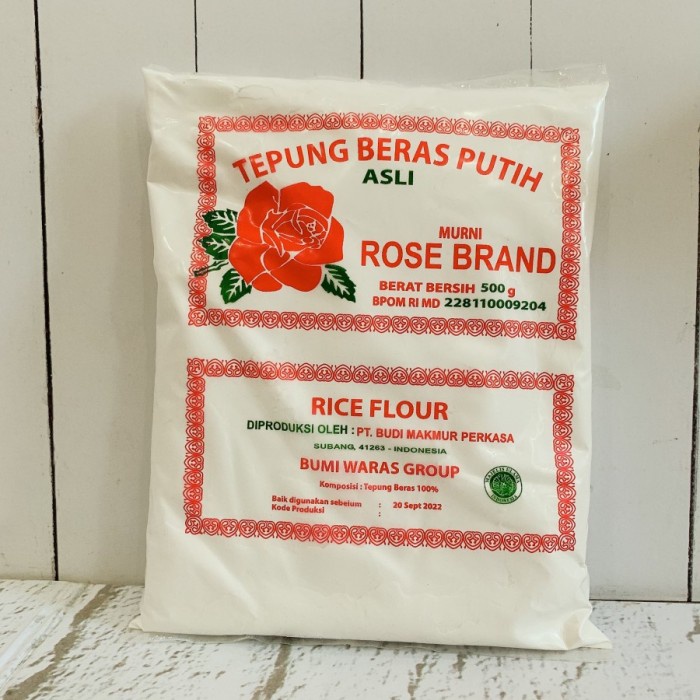 TEPUNG BERAS PUTIH
ASLI
MURNI
ROSE BRAND
BERAT BERSIH 500 g
BPOM RI MD 228110009204
RICE FLOUR
DIPRODUKSI OLEH : PT. BUDI MAKMUR PERKASA
SUBANG, 41263 - INDONESIA
BUMI WARAS GROUP
Komposisi : Tepung Beras 100%
Baik digunakan sebelum : 20 Sept 2022
Kode Produksi :